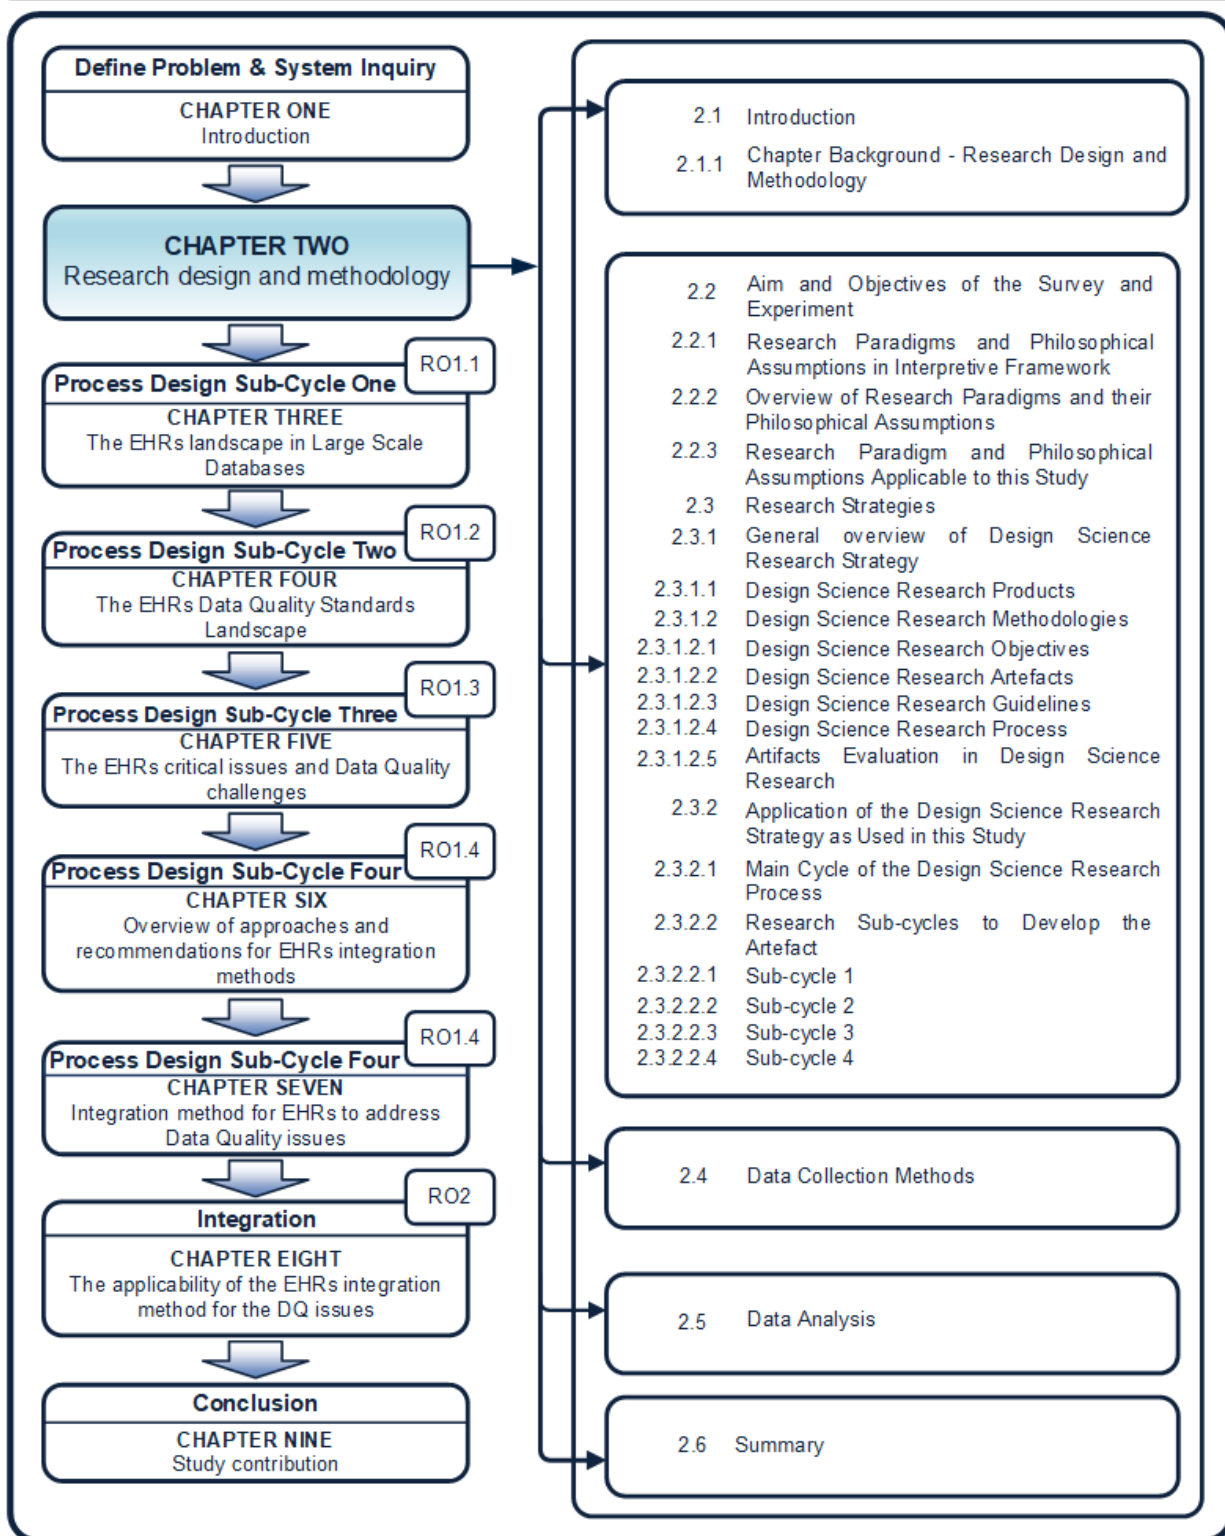 Define Problem & System Inquiry
CHAPTER ONE
Introduction
CHAPTER TWO
Research design and methodology
RO1.1
Process Design Sub-Cycle One
CHAPTER THREE
The EHRs landscape in Large Scale
Databases
RO1.2
Process Design Sub-Cycle Two
CHAPTER FOUR
The EHRs Data Quality Standards
Landscape
RO1.3
Process Design Sub-Cycle Three
CHAPTER FIVE
The EHRs critical issues and Data Quality
challenges
RO1.4
Process Design Sub-Cycle Four
CHAPTER SIX
Overview of approaches and
recommendations for EHRs integration
methods
RO1.4
Process Design Sub-Cycle Four
CHAPTER SEVEN
Integration method for EHRs to address
Data Quality issues
RO2
Integration
CHAPTER EIGHT
The applicability of the EHRs integration
method for the DQ issues
Conclusion
CHAPTER NINE
Study contribution
2.1 Introduction
2.1.1 Chapter Background - Research Design and
Methodology
2.2 Aim and Objectives of the Survey and
Experiment
2.2.1 Research Paradigms and Philosophical
Assumptions in Interpretive Framework
2.2.2 Overview of Research Paradigms and their
Philosophical Assumptions
2.2.3 Research Paradigm and Philosophical
Assumptions Applicable to this Study
2.3 Research Strategies
2.3.1 General overview of Design Science
Research Strategy
2.3.1.1 Design Science Research Products
2.3.1.2 Design Science Research Methodologies
2.3.1.2.1 Design Science Research Objectives
2.3.1.2.2 Design Science Research Artefacts
2.3.1.2.3 Design Science Research Guidelines
2.3.1.2.4 Design Science Research Process
2.3.1.2.5 Artifacts Evaluation in Design Science
Research
2.3.2 Application of the Design Science Research
Strategy as Used in this Study
2.3.2.1 Main Cycle of the Design Science Research
Process
2.3.2.2 Research Sub-cycles to Develop the
Artefact
2.3.2.2.1 Sub-cycle 1
2.3.2.2.2 Sub-cycle 2
2.3.2.2.3 Sub-cycle 3
2.3.2.2.4 Sub-cycle 4
2.4 Data Collection Methods
2.5 Data Analysis
2.6 Summary